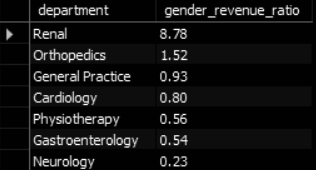 department gender_revenue_ratio
Renal 8.78
Orthopedics 1.52
General Practice 0.93
Cardiology 0.80
Physiotherapy 0.56
Gastroenterology 0.54
Neurology 0.23